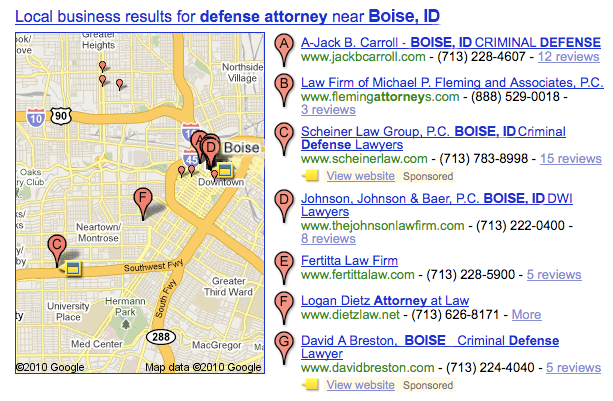 Local business results for defense attorney near Boise, ID
Greater
Heights
Northside
Village
10
90
10
45
Boise
Downtown
Oaks
ry Club
Neartown/
Montrose
Southwest Fwy
South Fwy
Greater
Third Ward
University
Place
Hermann
Park
288
Med Center
MacGregor
©2010 Google
Map data ©2010 Google
A
A-Jack B. Carroll - BOISE, ID CRIMINAL DEFENSE
www.jackbcarroll.com - (713) 228-4607 - 12 reviews
B
Law Firm of Michael P. Fleming and Associates, P.C.
www.flemingattorneys.com - (888) 529-0018 -
3 reviews
C
Scheiner Law Group, P.C. BOISE, ID Criminal
Defense Lawyers
www.scheinerlaw.com - (713) 783-8998 - 15 reviews
View website Sponsored
D
Johnson, Johnson & Baer, P.C. BOISE, ID DWI
Lawyers
www.thejohnsonlawfirm.com - (713) 222-0400 -
8 reviews
E
Fertitta Law Firm
www.fertittalaw.com - (713) 228-5900 - 5 reviews
F
Logan Dietz Attorney at Law
www.dietzlaw.net - (713) 626-8171 - More
G
David A Breston, BOISE Criminal Defense
Lawyer
www.davidbreston.com - (713) 224-4040 - 5 reviews
View website Sponsored